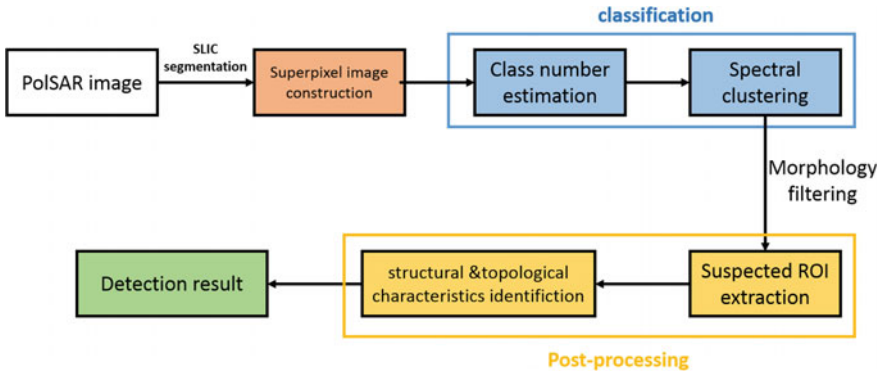 classification
SLIC
segmentation
PolSAR image
Superpixel image
construction
Class number
estimation
Spectral
clustering
Morphology
filtering
Detection result
structural &topological
characteristics identifiction
Suspected ROI
extraction
Post-processing